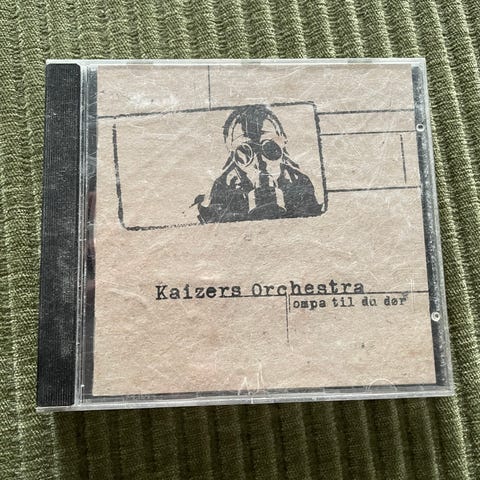 Kaizers Orchestra
ompa til du dør